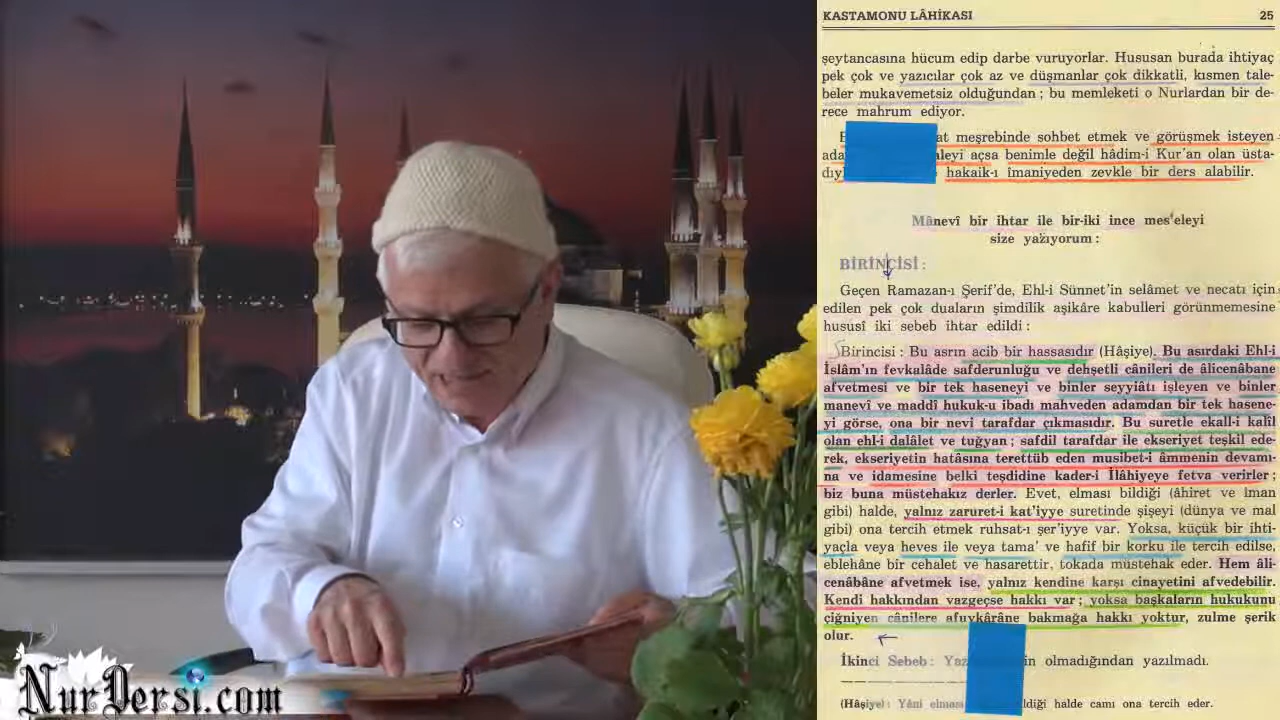 KASTAMONU LÂHİKASI 25
şeytancasına hücum edip darbe vuruyorlar. Hususan burada ihtiyaç
pek çok ve yazıcılar çok az ve düşmanlar çok dikkatli, kısmen tale-
beler mukavemetsiz olduğundan ; bu memleketi o Nurlardan bir de-
rece mahrum ediyor.
meşrebinde sohbet etmek ve görüşmek isteyen
açsa benimle değil hâdim-i Kur'an olan üsta-
hakaik-ı imaniyeden zevkle bir ders alabilir.
Mânevî bir ihtar ile bir-iki ince mes'eleyi
size yazıyorum :
BİRİNCİSİ :
Geçen Ramazan-ı Şerif'de, Ehl-i Sünnet'in selâmet ve necatı için
edilen pek çok duaların şimdilik aşikâre kabulleri görünmemesine
hususî iki sebeb ihtar edildi :
Birincisi : Bu asrın acib bir hassasıdır (Hâşiye). Bu asırdaki Ehl-i
İslâm'ın fevkalâde safderunluğu ve dehşetli cânileri de âlicenâbane
afvetmesi ve bir tek haseneyi ve binler seyyiâtı işleyen ve binler
manevî ve maddî hukuk-u ibadı mahveden adamdan bir tek hasene-
yi görse, ona bir nevi tarafdar çıkmasıdır. Bu suretle ekall-i kalîl
olan ehl-i dalâlet ve tuğyan ; safdil tarafdar ile ekseriyet teşkil ede-
rek, ekseriyetin hatâsına terettüb eden musibet-i âmmenin devamı-
na ve idamesine belki teşdidine kader-i İlâhiyeye fetva verirler ;
biz buna müstehakız derler. Evet, elması bildiği (âhiret ve îman
gibi) halde, yalnız zaruret-i kat'iyye suretinde şişeyi (dünya ve mal
gibi) ona tercih etmek ruhsat-ı şer'iyye var. Yoksa, küçük bir ihti-
yaçla veya heves ile veya tama' ve hafif bir korku ile tercih edilse,
eblehâne bir cehalet ve hasarettir, tokada müstehak eder. Hem âli-
cenâbâne afvetmek ise, yalnız kendine karşı cinayetini afvedebilir.
Kendi hakkından vazgeçse hakkı var ; yoksa başkaların hukukunu
çiğniyen cânilere afuvkârâne bakmağa hakkı yoktur, zulme şerik
olur.
İkinci Sebeb : olmadığından yazılmadı.
(Hâşiye) : Yâni halde camı ona tercih eder.
NurDersi.com